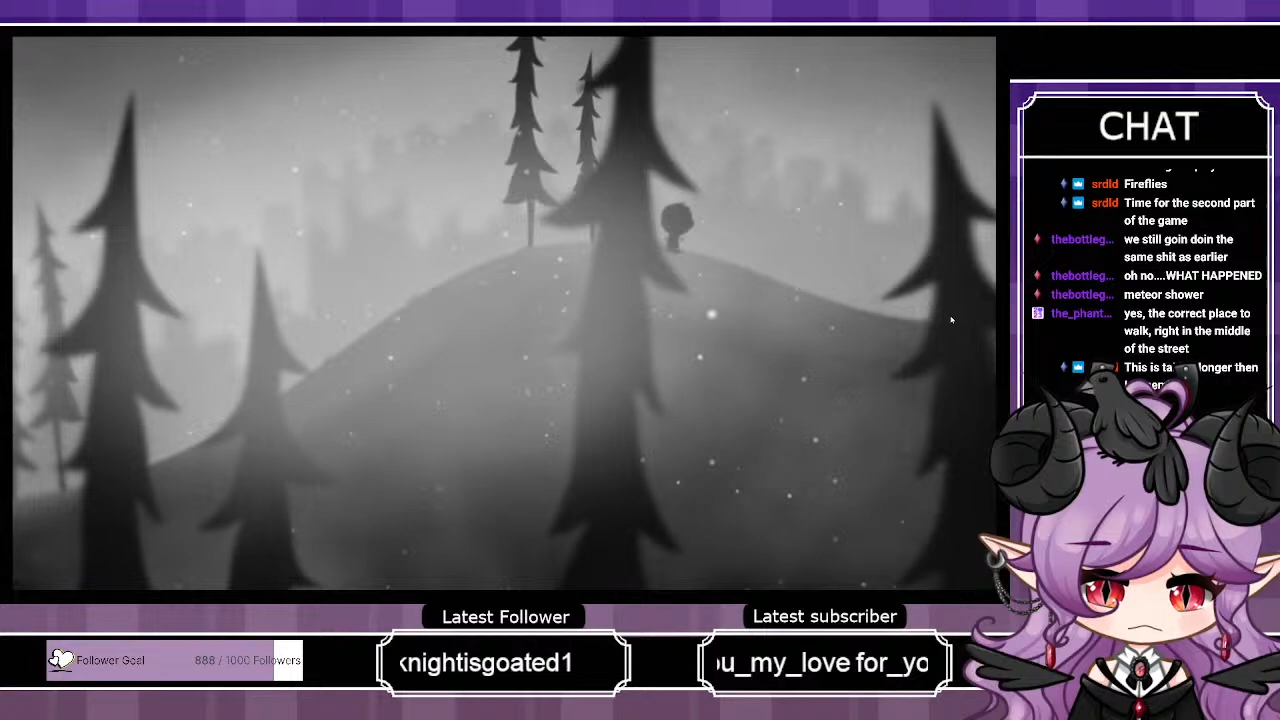 CHAT
srdld Fireflies
srdld Time for the second part
of the game
thebottleg... we still goin doin the
same shit as earlier
thebottleg... oh no....WHAT HAPPENED
thebottleg... meteor shower
the_phant... yes, the correct place to
walk, right in the middle
of the street
This is longer then
Latest Follower
Latest subscriber
Follower Goal
888 / 1000 Followers
knightisgoated1
ou_my_love for_yo